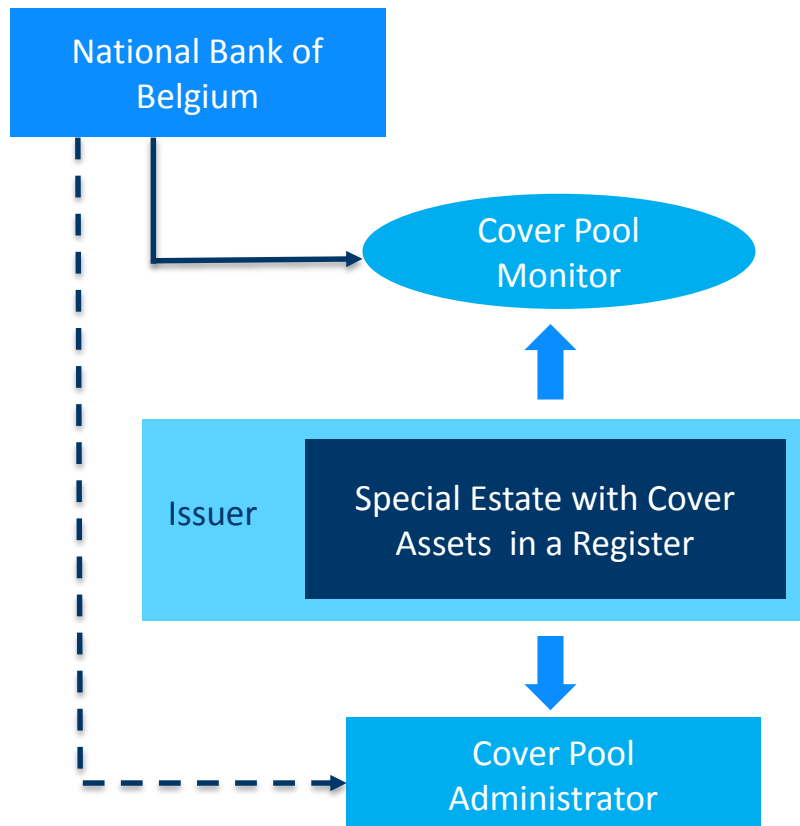 National Bank of
Belgium
Cover Pool
Monitor
Issuer
Special Estate with Cover
Assets in a Register
Cover Pool
Administrator